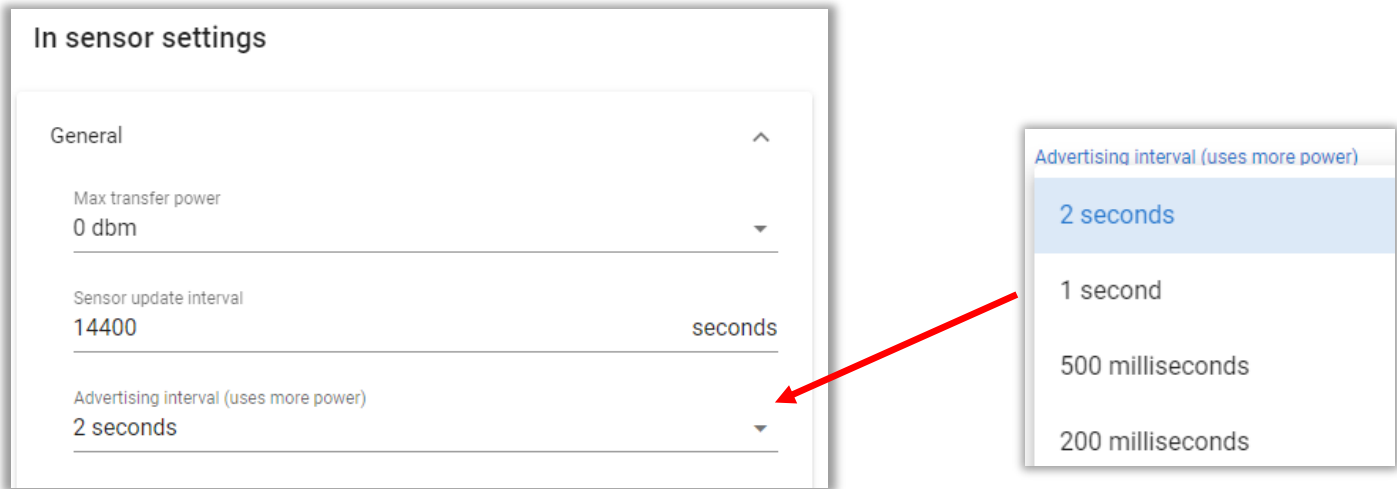 In sensor settings
General
Max transfer power
0 dbm
Sensor update interval
14400 seconds
Advertising interval (uses more power)
2 seconds
Advertising interval (uses more power)
2 seconds
1 second
500 milliseconds
200 milliseconds